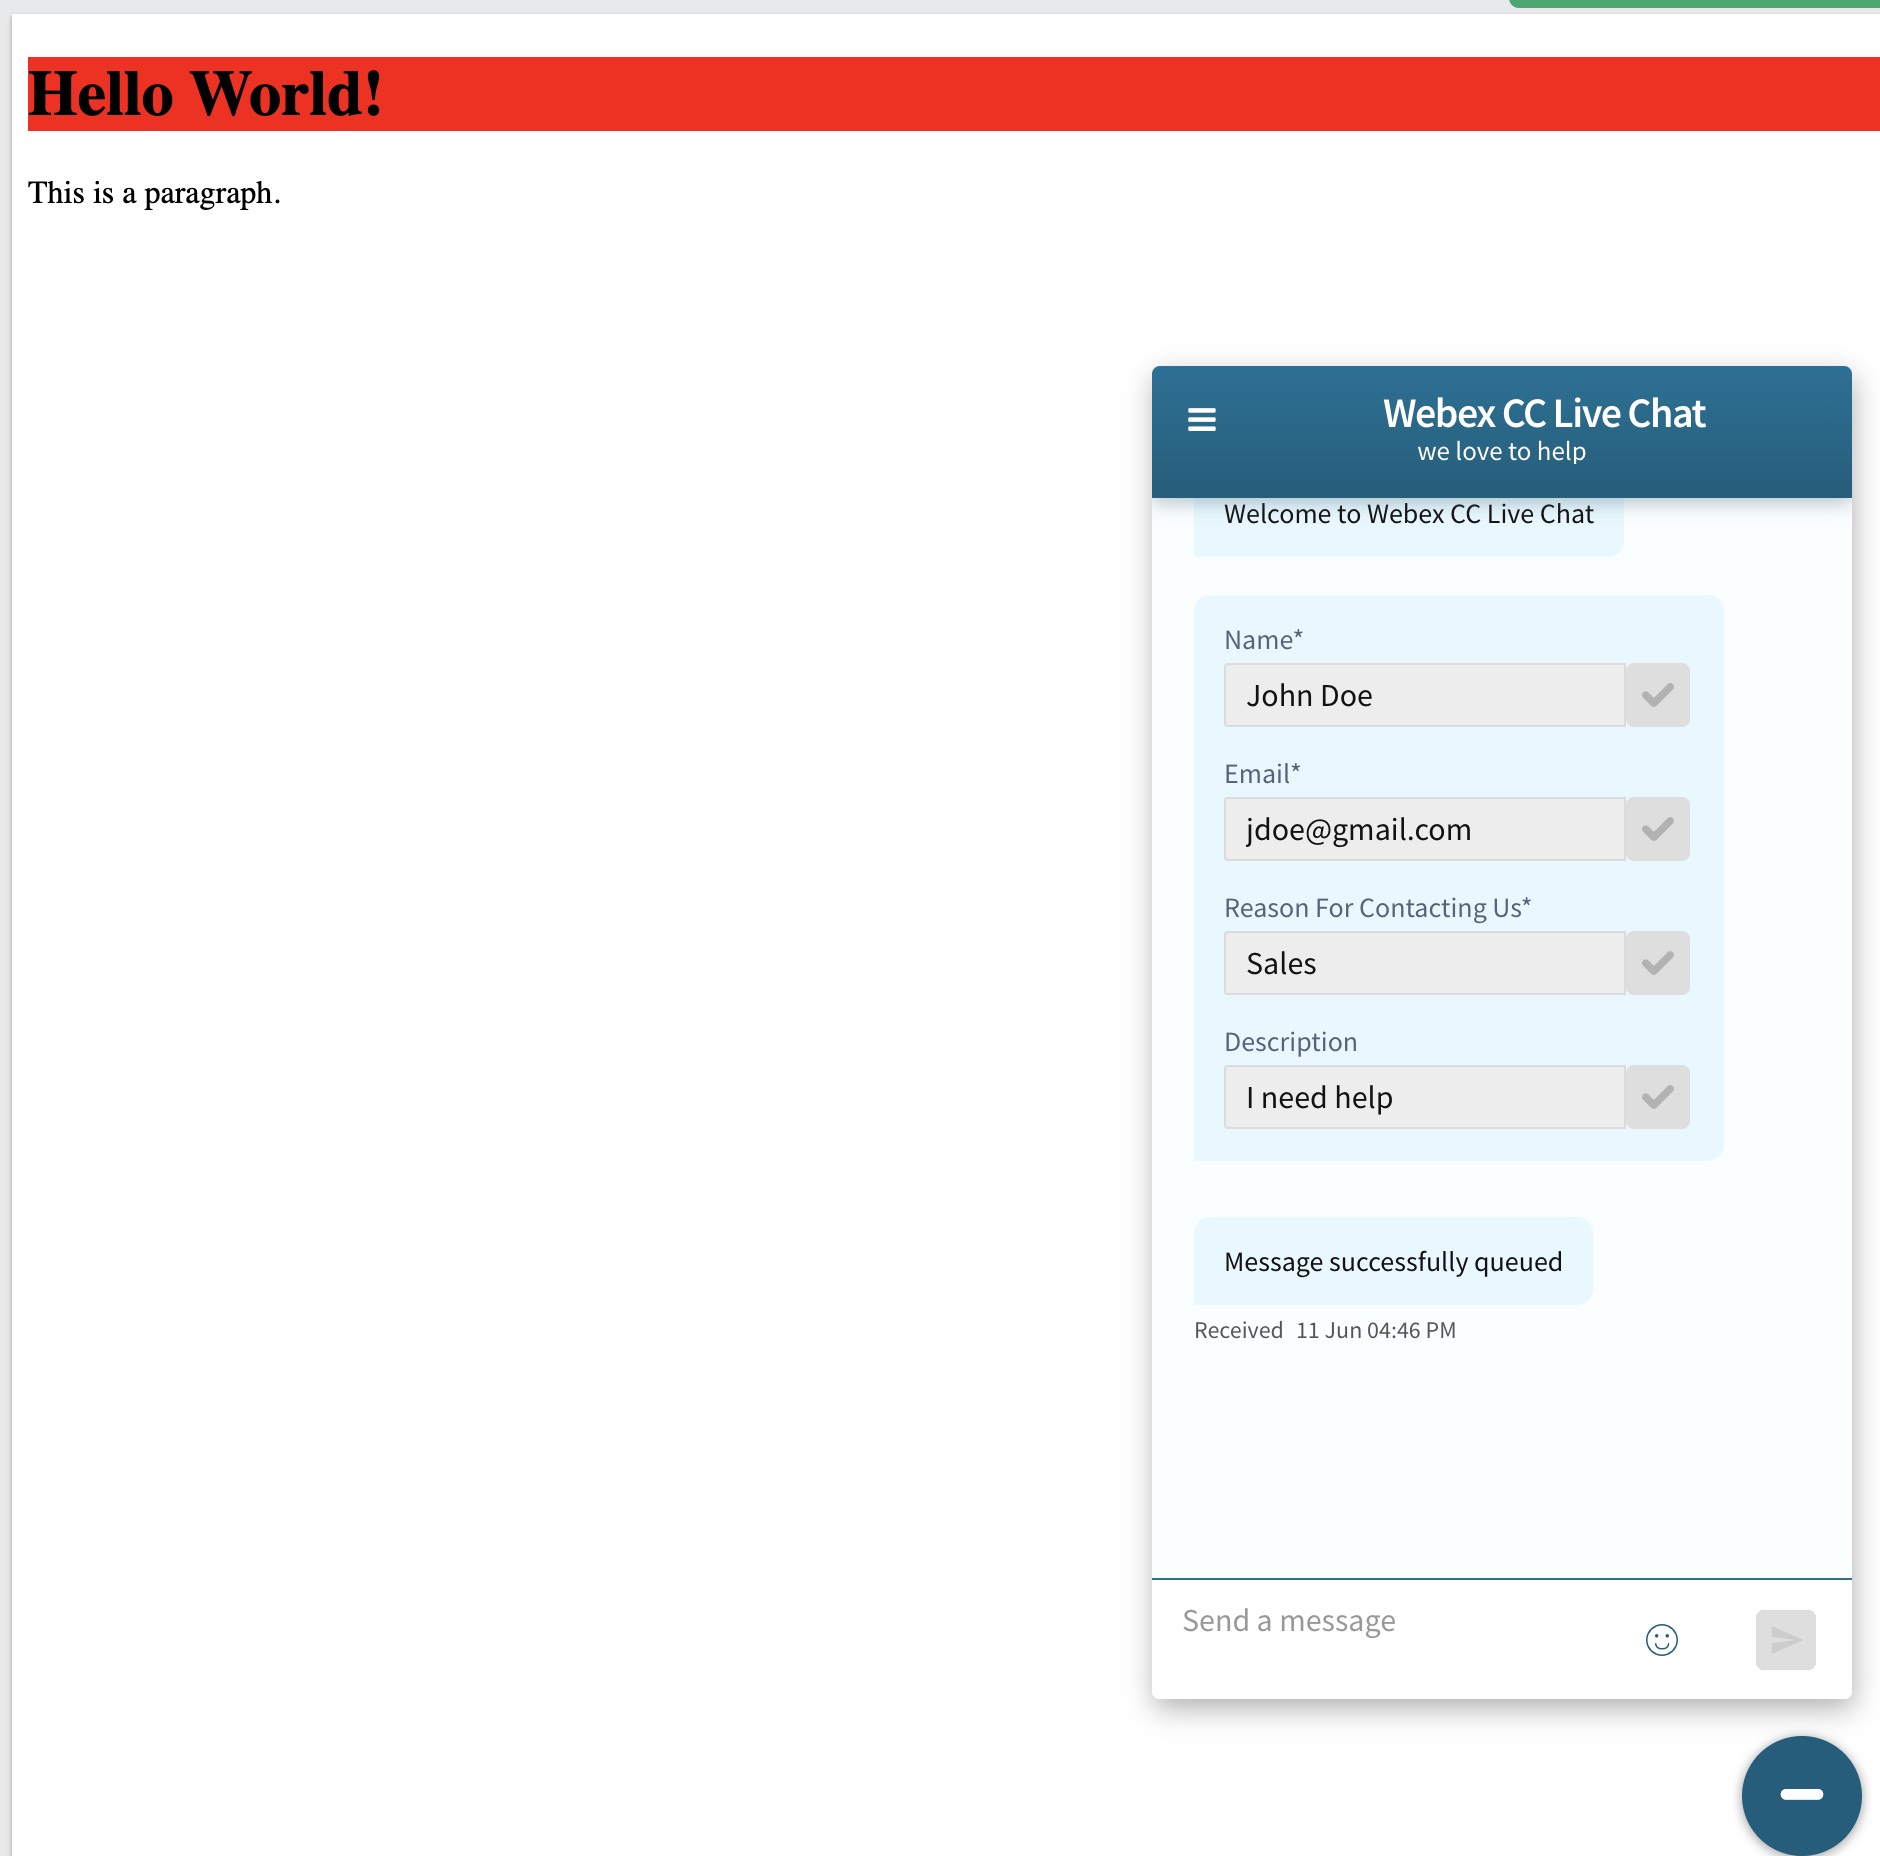 Hello World!
This is a paragraph.
Webex CC Live Chat
we love to help
Welcome to Webex CC Live Chat
Name*
John Doe
Email*
jdoe@gmail.com
Reason For Contacting Us*
Sales
Description
I need help
Message successfully queued
Received 11 Jun 04:46 PM
Send a message